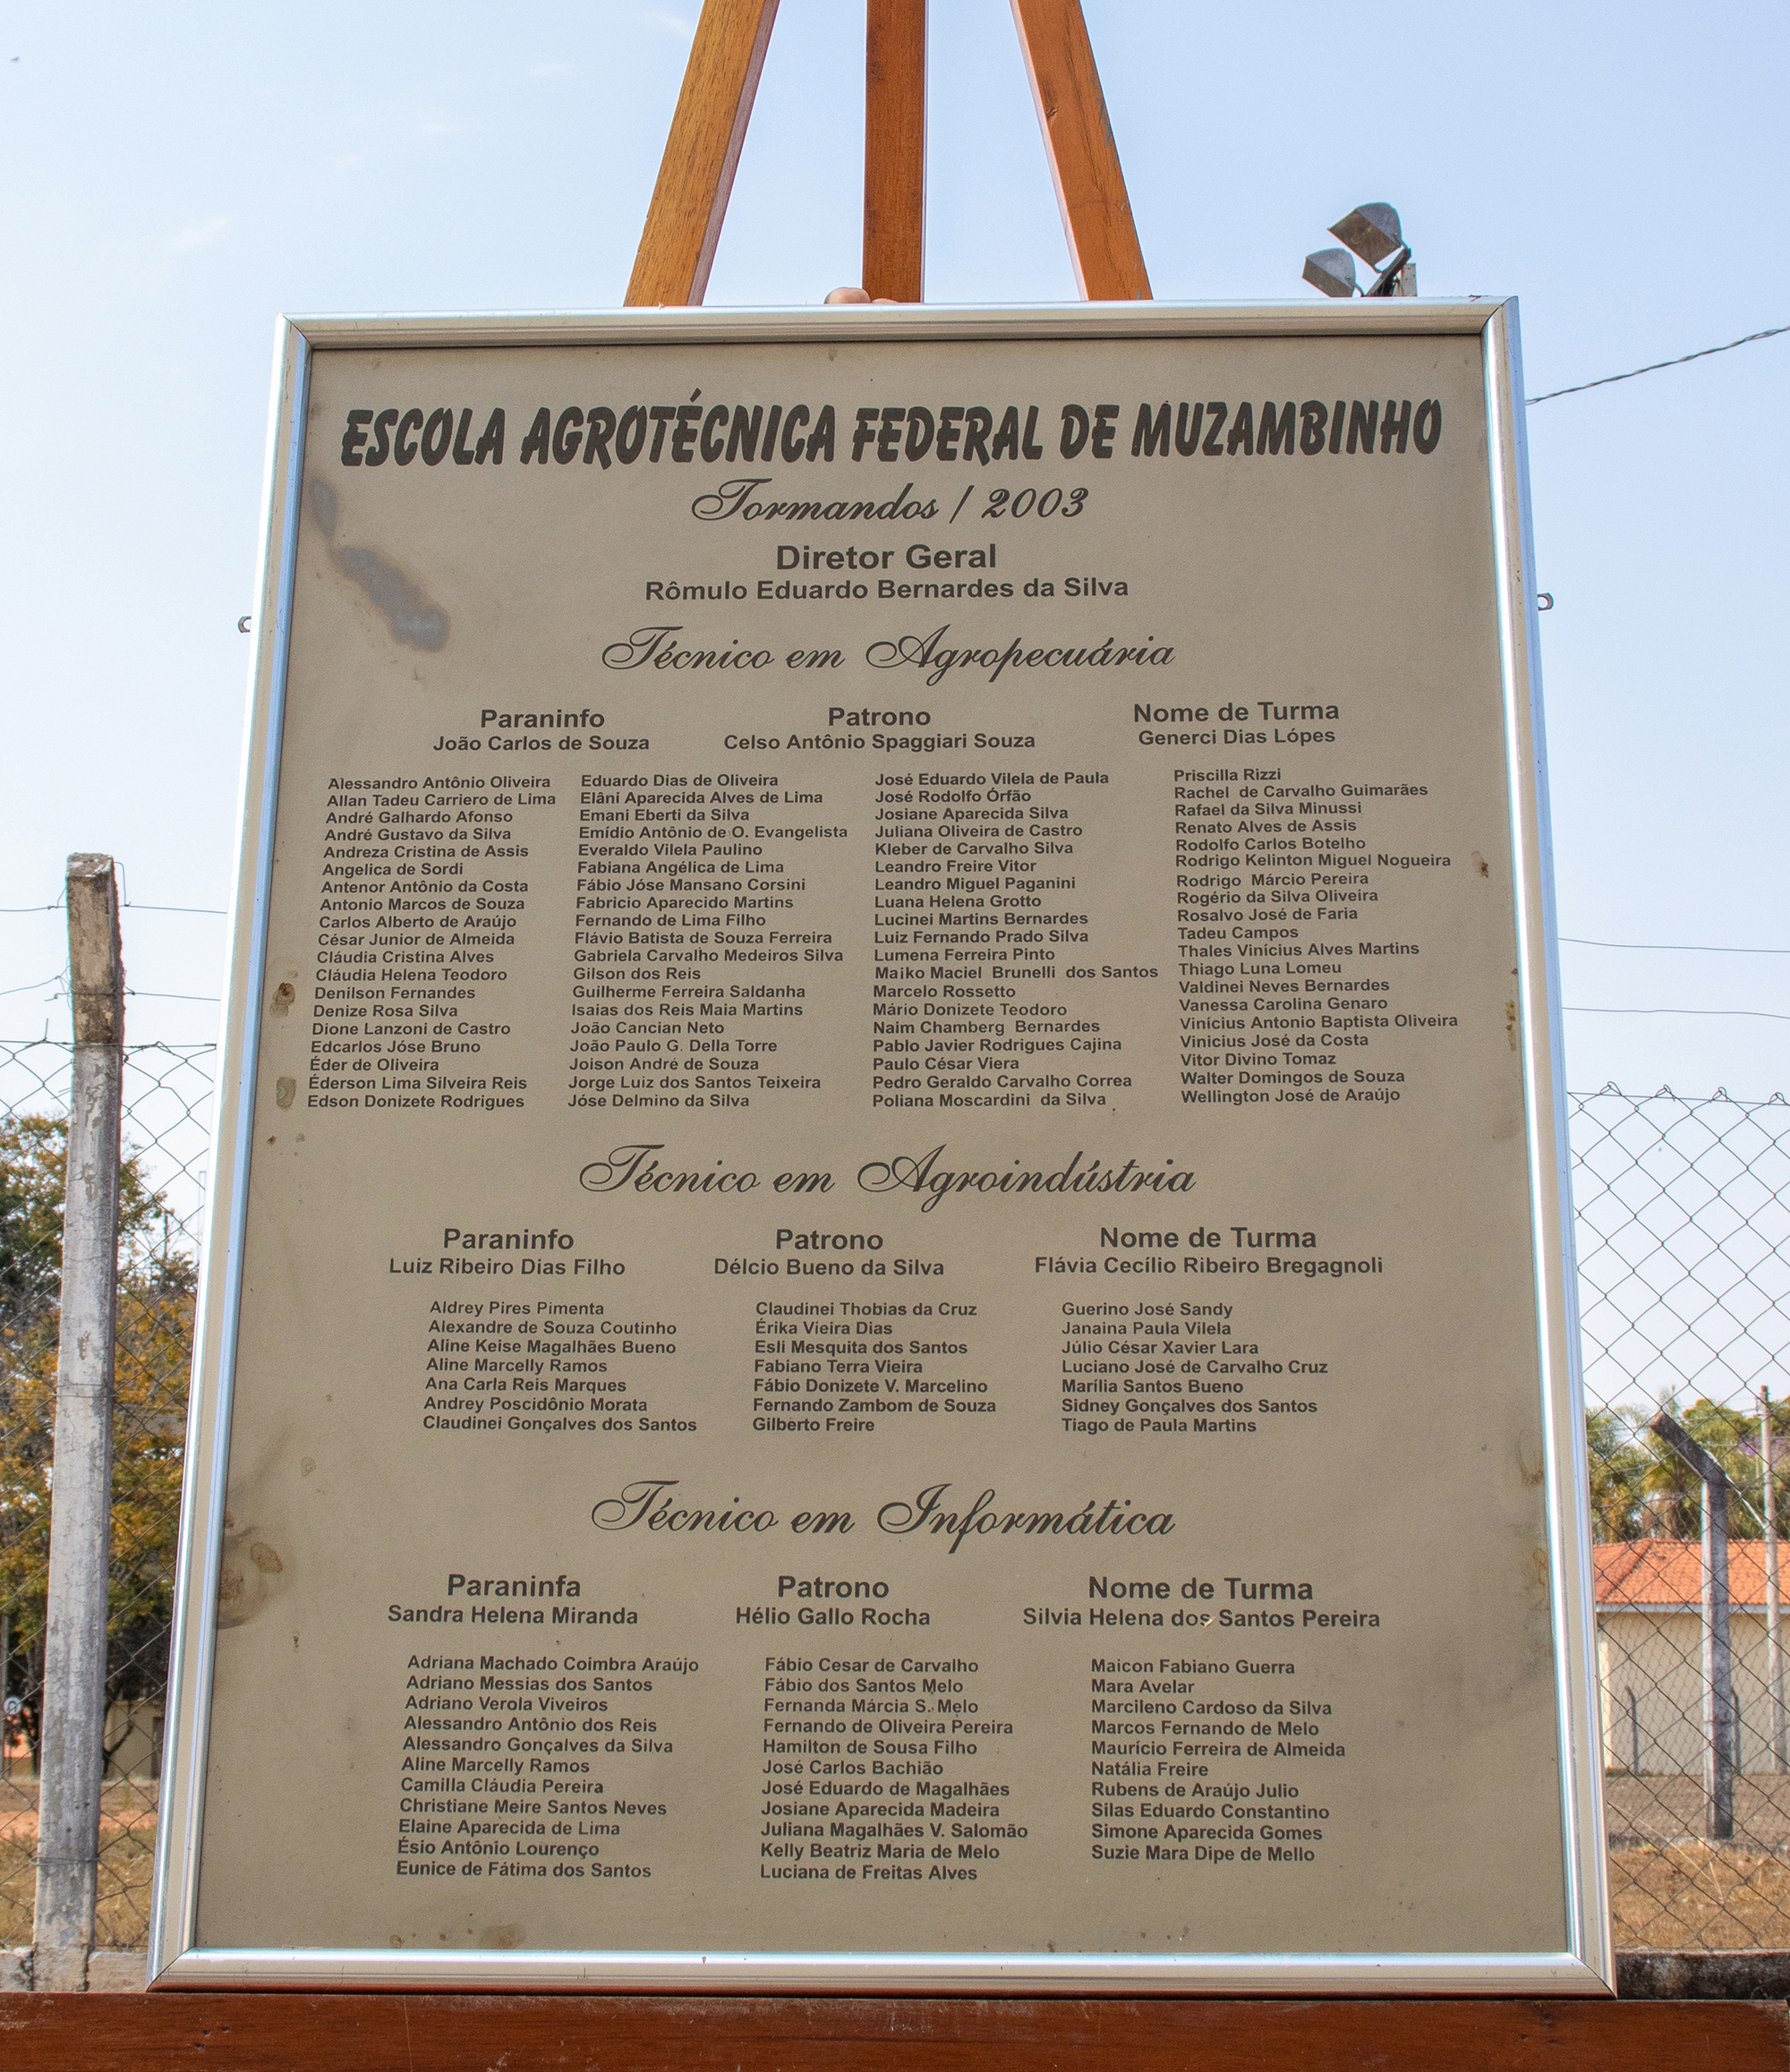 ESCOLA AGROTÉCNICA FEDERAL DE MUZAMBINHO
Formandos / 2003
Diretor Geral
Rômulo Eduardo Bernardes da Silva
Técnico em Agropecuária
Paraninfo
João Carlos de Souza
Patrono
Celso Antônio Spaggiari Souza
Nome de Turma
Generci Dias Lópes
Alessandro Antônio Oliveira
Allan Tadeu Carriero de Lima
André Galhardo Afonso
André Gustavo da Silva
Andreza Cristina de Assis
Angelica de Sordi
Antenor Antônio da Costa
Antonio Marcos de Souza
Carlos Alberto de Araújo
César Junior de Almeida
Cláudia Cristina Alves
Cláudia Helena Teodoro
Denilson Fernandes
Denize Rosa Silva
Dione Lanzoni de Castro
Edcarlos Jóse Bruno
Éder de Oliveira
Éderson Lima Silveira Reis
Edson Donizete Rodrigues
Eduardo Dias de Oliveira
Elâni Aparecida Alves de Lima
Emani Eberti da Silva
Emídio Antônio de O. Evangelista
Everaldo Vilela Paulino
Fabiana Angélica de Lima
Fábio Jóse Mansano Corsini
Fabrício Aparecido Martins
Fernando de Lima Filho
Flávio Batista de Souza Ferreira
Gabriela Carvalho Medeiros Silva
Gilson dos Reis
Guilherme Ferreira Saldanha
Isaias dos Reis Maia Martins
João Cancian Neto
João Paulo G. Della Torre
Joison André de Souza
Jorge Luiz dos Santos Teixeira
Jóse Delmino da Silva
José Eduardo Vilela de Paula
José Rodolfo Órfão
Josiane Aparecida Silva
Juliana Oliveira de Castro
Kleber de Carvalho Silva
Leandro Freire Vitor
Leandro Miguel Paganini
Luana Helena Grotto
Lucinei Martins Bernardes
Luiz Fernando Prado Silva
Lumena Ferreira Pinto
Maiko Maciel Brunelli dos Santos
Marcelo Rossetto
Mário Donizete Teodoro
Naim Chamberg Bernardes
Pablo Javier Rodrigues Cajina
Paulo César Viera
Pedro Geraldo Carvalho Correa
Poliana Moscardini da Silva
Priscilla Rizzi
Rachel de Carvalho Guimarães
Rafael da Silva Minussi
Renato Alves de Assis
Rodolfo Carlos Botelho
Rodrigo Kelinton Miguel Nogueira
Rodrigo Márcio Pereira
Rogério da Silva Oliveira
Rosalvo José de Faria
Tadeu Campos
Thales Vinícius Alves Martins
Thiago Luna Lomeu
Valdinei Neves Bernardes
Vanessa Carolina Genaro
Vinícius Antonio Baptista Oliveira
Vinicius José da Costa
Vitor Divino Tomaz
Walter Domingos de Souza
Wellington José de Araújo
Técnico em Agroindústria
Paraninfo
Luiz Ribeiro Dias Filho
Patrono
Délcio Bueno da Silva
Nome de Turma
Flávia Cecílio Ribeiro Bregagnoli
Aldrey Pires Pimenta
Alexandre de Souza Coutinho
Aline Keise Magalhães Bueno
Aline Marcelly Ramos
Ana Carla Reis Marques
Andrey Poscidônio Morata
Claudinei Gonçalves dos Santos
Claudinei Thobias da Cruz
Érika Vieira Dias
Esli Mesquita dos Santos
Fabiano Terra Vieira
Fábio Donizete V. Marcelino
Fernando Zambom de Souza
Gilberto Freire
Guerino José Sandy
Janaina Paula Vilela
Júlio César Xavier Lara
Luciano José de Carvalho Cruz
Marília Santos Bueno
Sidney Gonçalves dos Santos
Tiago de Paula Martins
Técnico em Informática
Paraninfa
Sandra Helena Miranda
Patrono
Hélio Gallo Rocha
Nome de Turma
Silvia Helena dos Santos Pereira
Adriana Machado Coimbra Araújo
Adriano Messias dos Santos
Adriano Verola Viveiros
Alessandro Antônio dos Reis
Alessandro Gonçalves da Silva
Aline Marcelly Ramos
Camilla Cláudia Pereira
Christiane Meire Santos Neves
Elaine Aparecida de Lima
Ésio Antônio Lourenço
Eunice de Fátima dos Santos
Fábio Cesar de Carvalho
Fábio dos Santos Melo
Fernanda Márcia S. Melo
Fernando de Oliveira Pereira
Hamilton de Sousa Filho
José Carlos Bachião
José Eduardo de Magalhães
Josiane Aparecida Madeira
Juliana Magalhães V. Salomão
Kelly Beatriz Maria de Melo
Luciana de Freitas Alves
Maicon Fabiano Guerra
Mara Avelar
Marcileno Cardoso da Silva
Marcos Fernando de Melo
Maurício Ferreira de Almeida
Natália Freire
Rubens de Araújo Julio
Silas Eduardo Constantino
Simone Aparecida Gomes
Suzie Mara Dipe de Mello